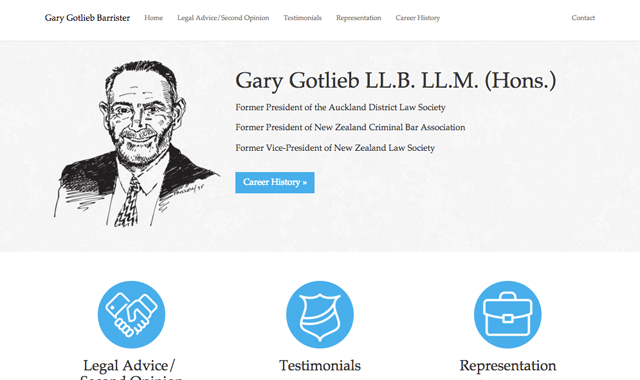 Gary Gotlieb Barrister Home Legal Advice/Second Opinion Testimonials Representation Career History Contact
Gary Gotlieb LL.B. LL.M. (Hons.)
Former President of the Auckland District Law Society
Former President of New Zealand Criminal Bar Association
Former Vice-President of New Zealand Law Society
Career History »
Legal Advice/ Testimonials Representation
Second Opinion